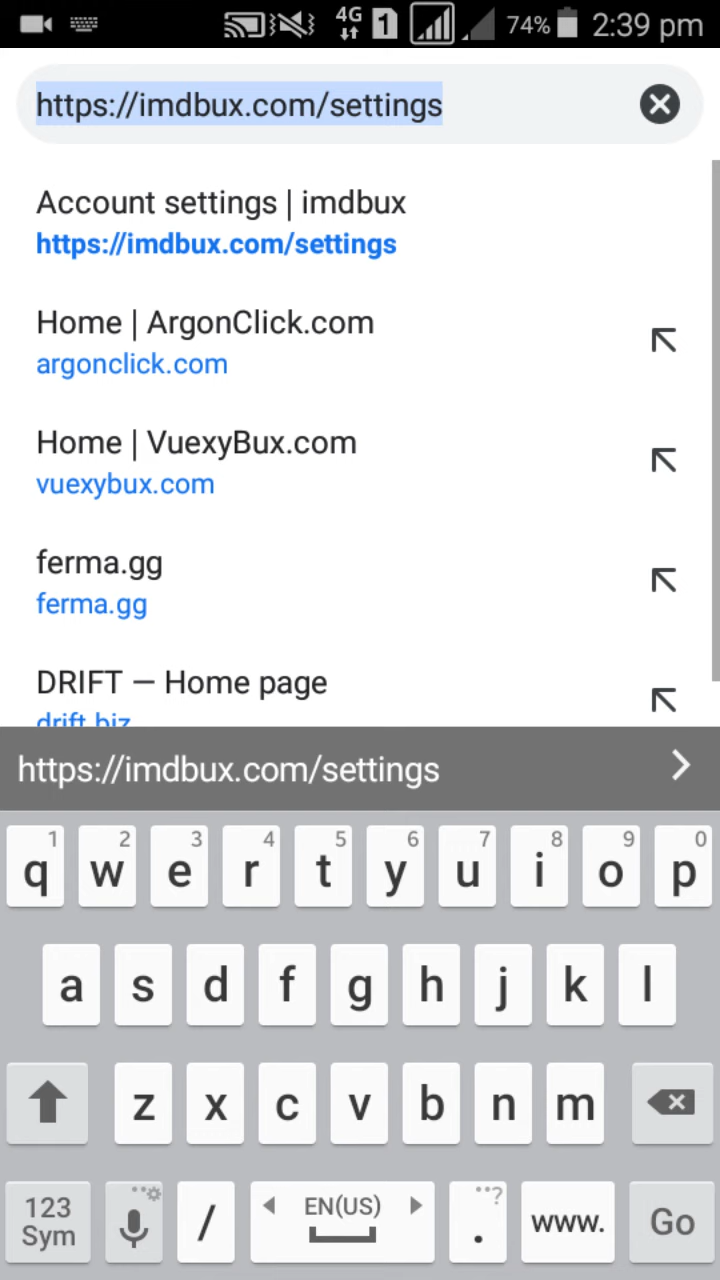 4G 1 74% 2:39 pm
https://imdbux.com/settings
Account settings | imdbux
https://imdbux.com/settings
Home | ArgonClick.com
argonclick.com
Home | VuexyBux.com
vuexybux.com
ferma.gg
ferma.gg
DRIFT — Home page
drift.biz
https://imdbux.com/settings
1 2 3 4 5 6 7 8 9 0
q w e r t y u i o p
a s d f g h j k l
z x c v b n m
123 Sym / EN(US) . ? www. Go